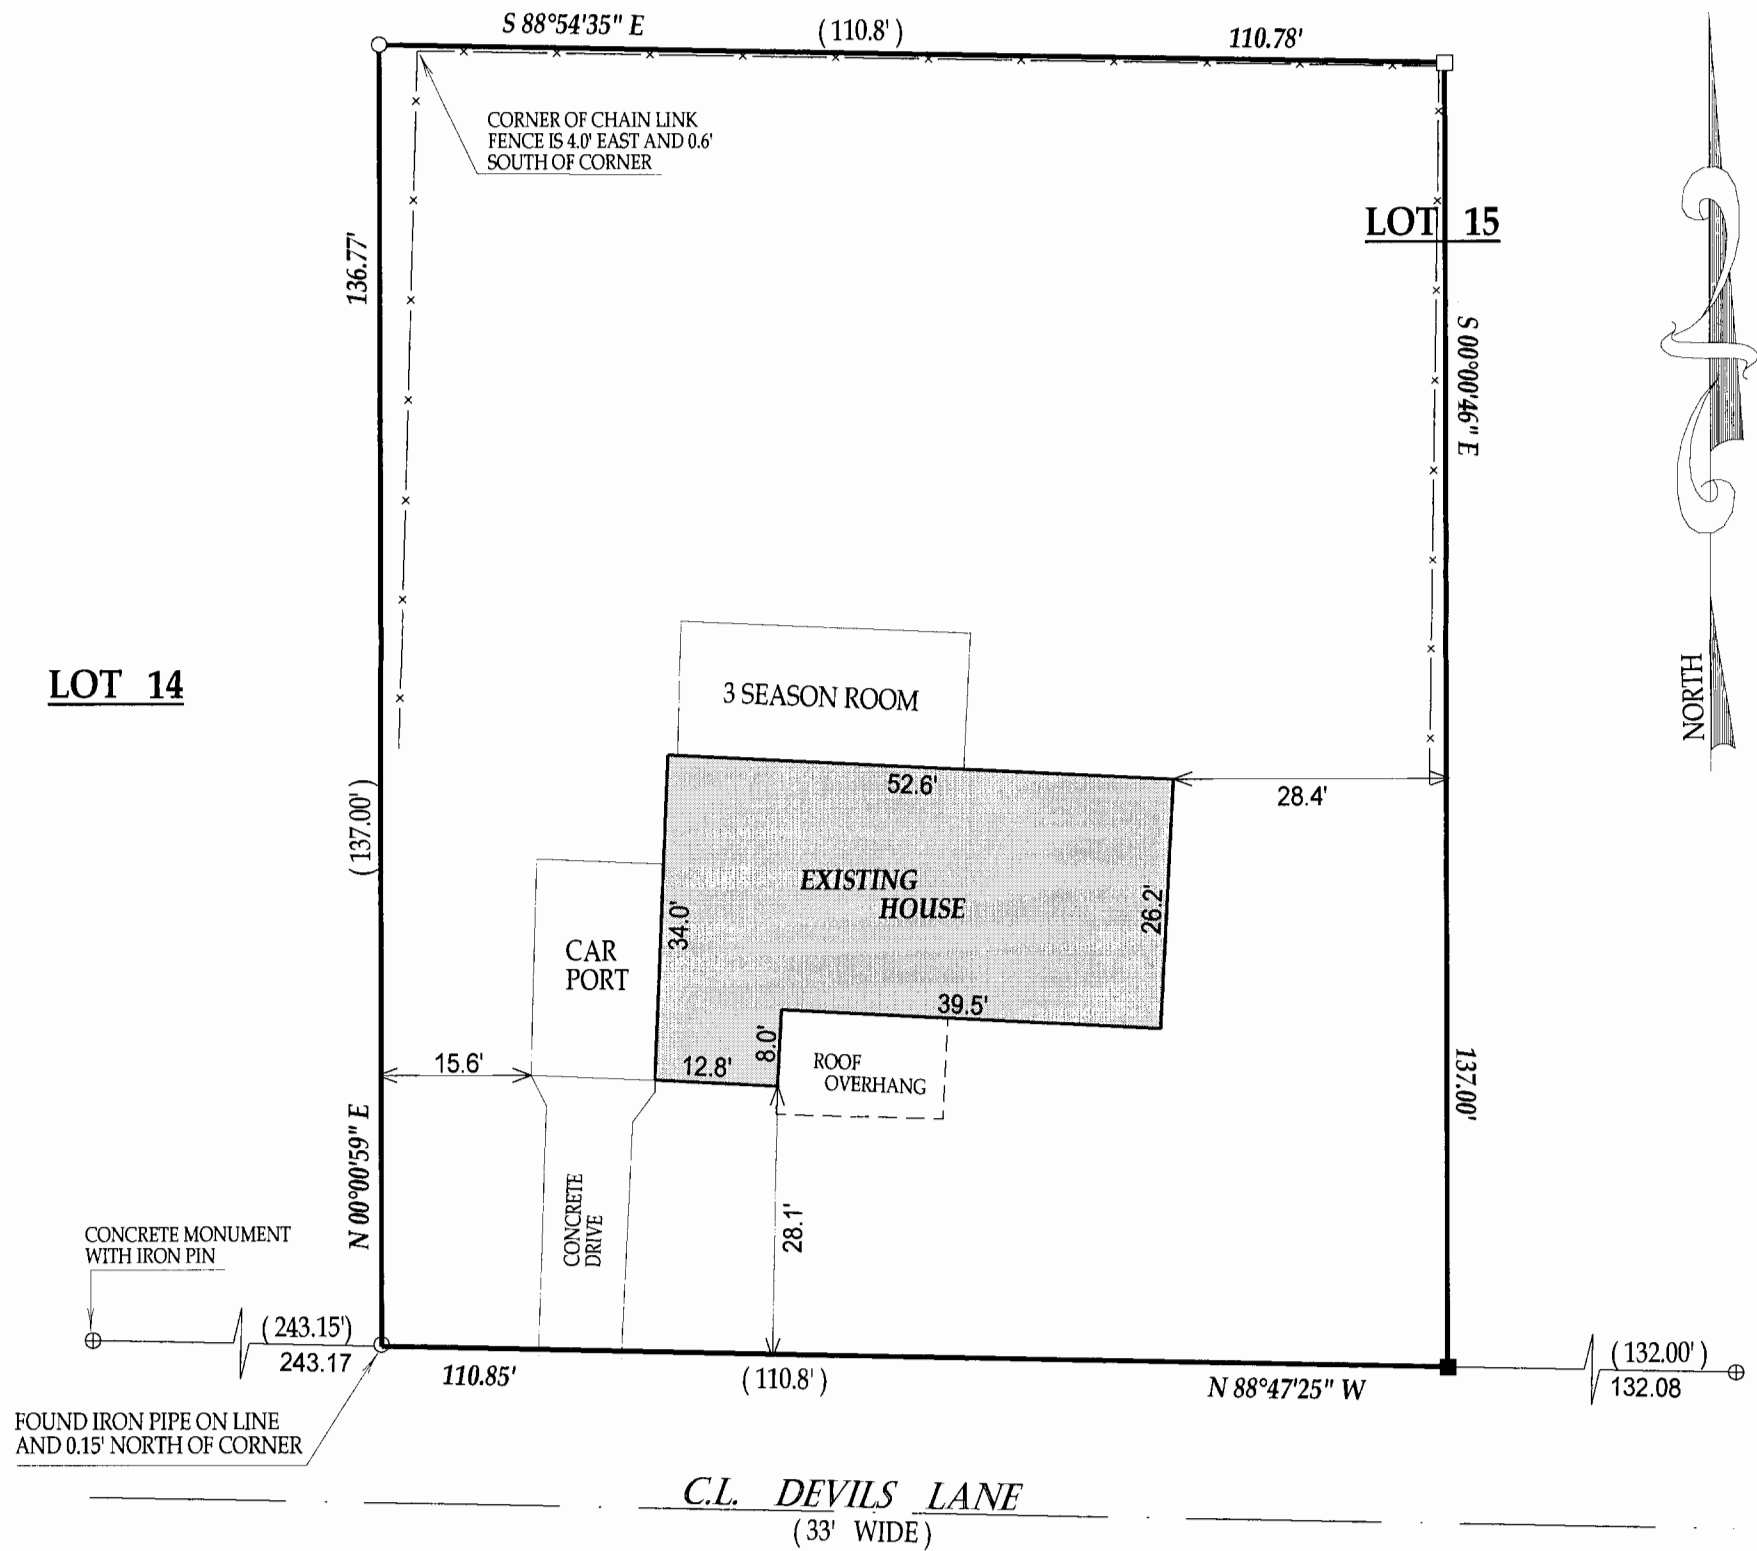 S 88°54'35" E
(110.8')
110.78'
CORNER OF CHAIN LINK
FENCE IS 4.0' EAST AND 0.6'
SOUTH OF CORNER
136.77'
LOT 15
S 00°00'46" E
NORTH
LOT 14
3 SEASON ROOM
52.6'
28.4'
(137.00')
EXISTING
HOUSE
34.0'
26.2'
CAR
PORT
39.5'
15.6'
12.8'
8.0'
ROOF
OVERHANG
137.00'
N 00°00'59" E
CONCRETE
DRIVE
28.1'
CONCRETE MONUMENT
WITH IRON PIN
(243.15')
243.17
110.85'
(110.8')
N 88°47'25" W
(132.00')
132.08
FOUND IRON PIPE ON LINE
AND 0.15' NORTH OF CORNER
C.L. DEVILS LANE
(33' WIDE)